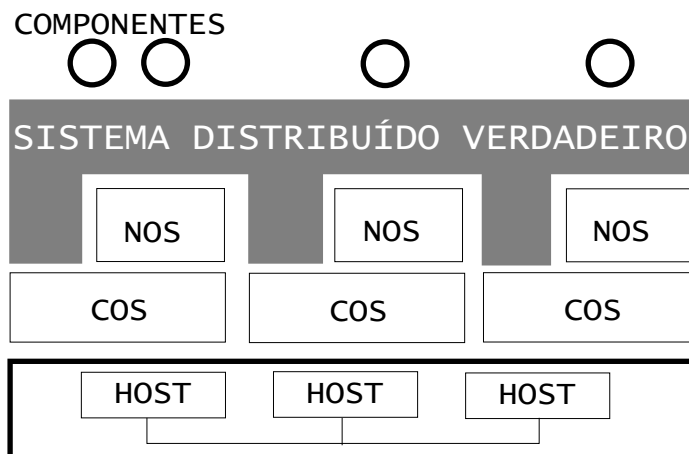 COMPONENTES
SISTEMA DISTRIBUÍDO VERDADEIRO
NOS NOS NOS
COS COS COS
HOST HOST HOST